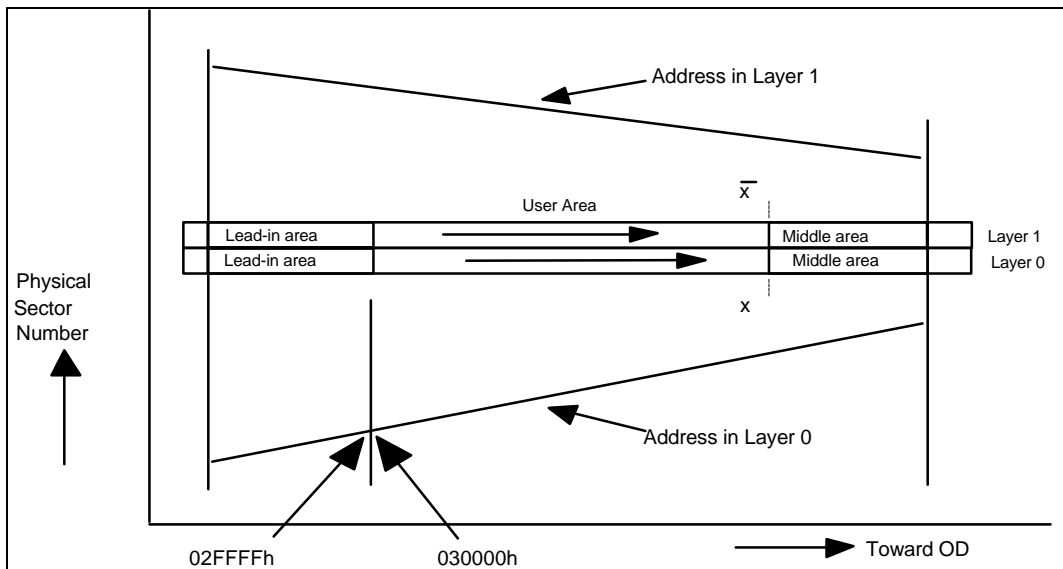 Address in Layer 1
x̅
User Area
Lead-in area
Middle area
Layer 1
Lead-in area
Middle area
Layer 0
Physical
Sector
Number
x
Address in Layer 0
02FFFFh
030000h
Toward OD